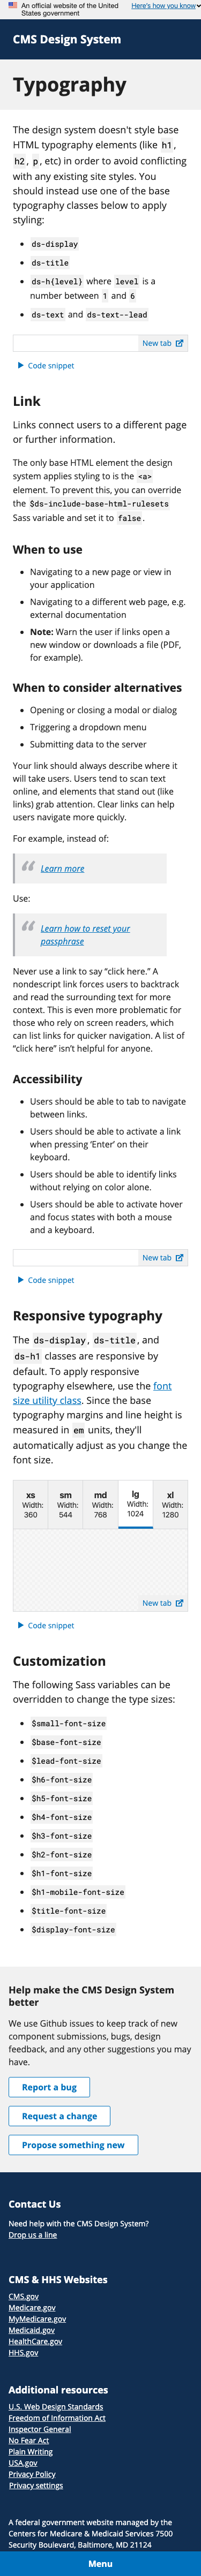 An official website of the United
States government
Here's how you know
CMS Design System
Typography
The design system doesn't style base
HTML typography elements (like h1,
h2, p, etc) in order to avoid conflicting
with any existing site styles. You
should instead use one of the base
typography classes below to apply
styling:
ds-display
ds-title
ds-h{level} where level is a
number between 1 and 6
ds-text and ds-text--lead
New tab
Code snippet
Link
Links connect users to a different page
or further information.
The only base HTML element the design
system applies styling to is the <a>
element. To prevent this, you can override
the $ds-include-base-html-rulesets
Sass variable and set it to false.
When to use
Navigating to a new page or view in
your application
Navigating to a different web page, e.g.
external documentation
Note: Warn the user if links open a
new window or downloads a file (PDF,
for example).
When to consider alternatives
Opening or closing a modal or dialog
Triggering a dropdown menu
Submitting data to the server
Your link should always describe where it
will take users. Users tend to scan text
online, and elements that stand out (like
links) grab attention. Clear links can help
users navigate more quickly.
For example, instead of:
Learn more
Use:
Learn how to reset your
passphrase
Never use a link to say “click here.” A
nondescript link forces users to backtrack
and read the surrounding text for more
context. This is even more problematic for
those who rely on screen readers, which
can list links for quicker navigation. A list of
“click here” isn’t helpful for anyone.
Accessibility
Users should be able to tab to navigate
between links.
Users should be able to activate a link
when pressing ‘Enter’ on their
keyboard.
Users should be able to identify links
without relying on color alone.
Users should be able to activate hover
and focus states with both a mouse
and a keyboard.
New tab
Code snippet
Responsive typography
The ds-display, ds-title, and
ds-h1 classes are responsive by
default. To apply responsive
typography elsewhere, use the font
size utility class. Since the base
typography margins and line height is
measured in em units, they'll
automatically adjust as you change the
font size.
xs sm md lg xl
Width: Width: Width: Width: Width:
360 544 768 1024 1280
New tab
Code snippet
Customization
The following Sass variables can be
overridden to change the type sizes:
$small-font-size
$base-font-size
$lead-font-size
$h6-font-size
$h5-font-size
$h4-font-size
$h3-font-size
$h2-font-size
$h1-font-size
$h1-mobile-font-size
$title-font-size
$display-font-size
Help make the CMS Design System
better
We use Github issues to keep track of new
component submissions, bugs, design
feedback, and any other suggestions you may
have.
Report a bug
Request a change
Propose something new
Contact Us
Need help with the CMS Design System?
Drop us a line
CMS & HHS Websites
CMS.gov
Medicare.gov
MyMedicare.gov
Medicaid.gov
HealthCare.gov
HHS.gov
Additional resources
U.S. Web Design Standards
Freedom of Information Act
Inspector General
No Fear Act
Plain Writing
USA.gov
Privacy Policy
Privacy settings
A federal government website managed by the
Centers for Medicare & Medicaid Services 7500
Security Boulevard, Baltimore, MD 21124
Menu